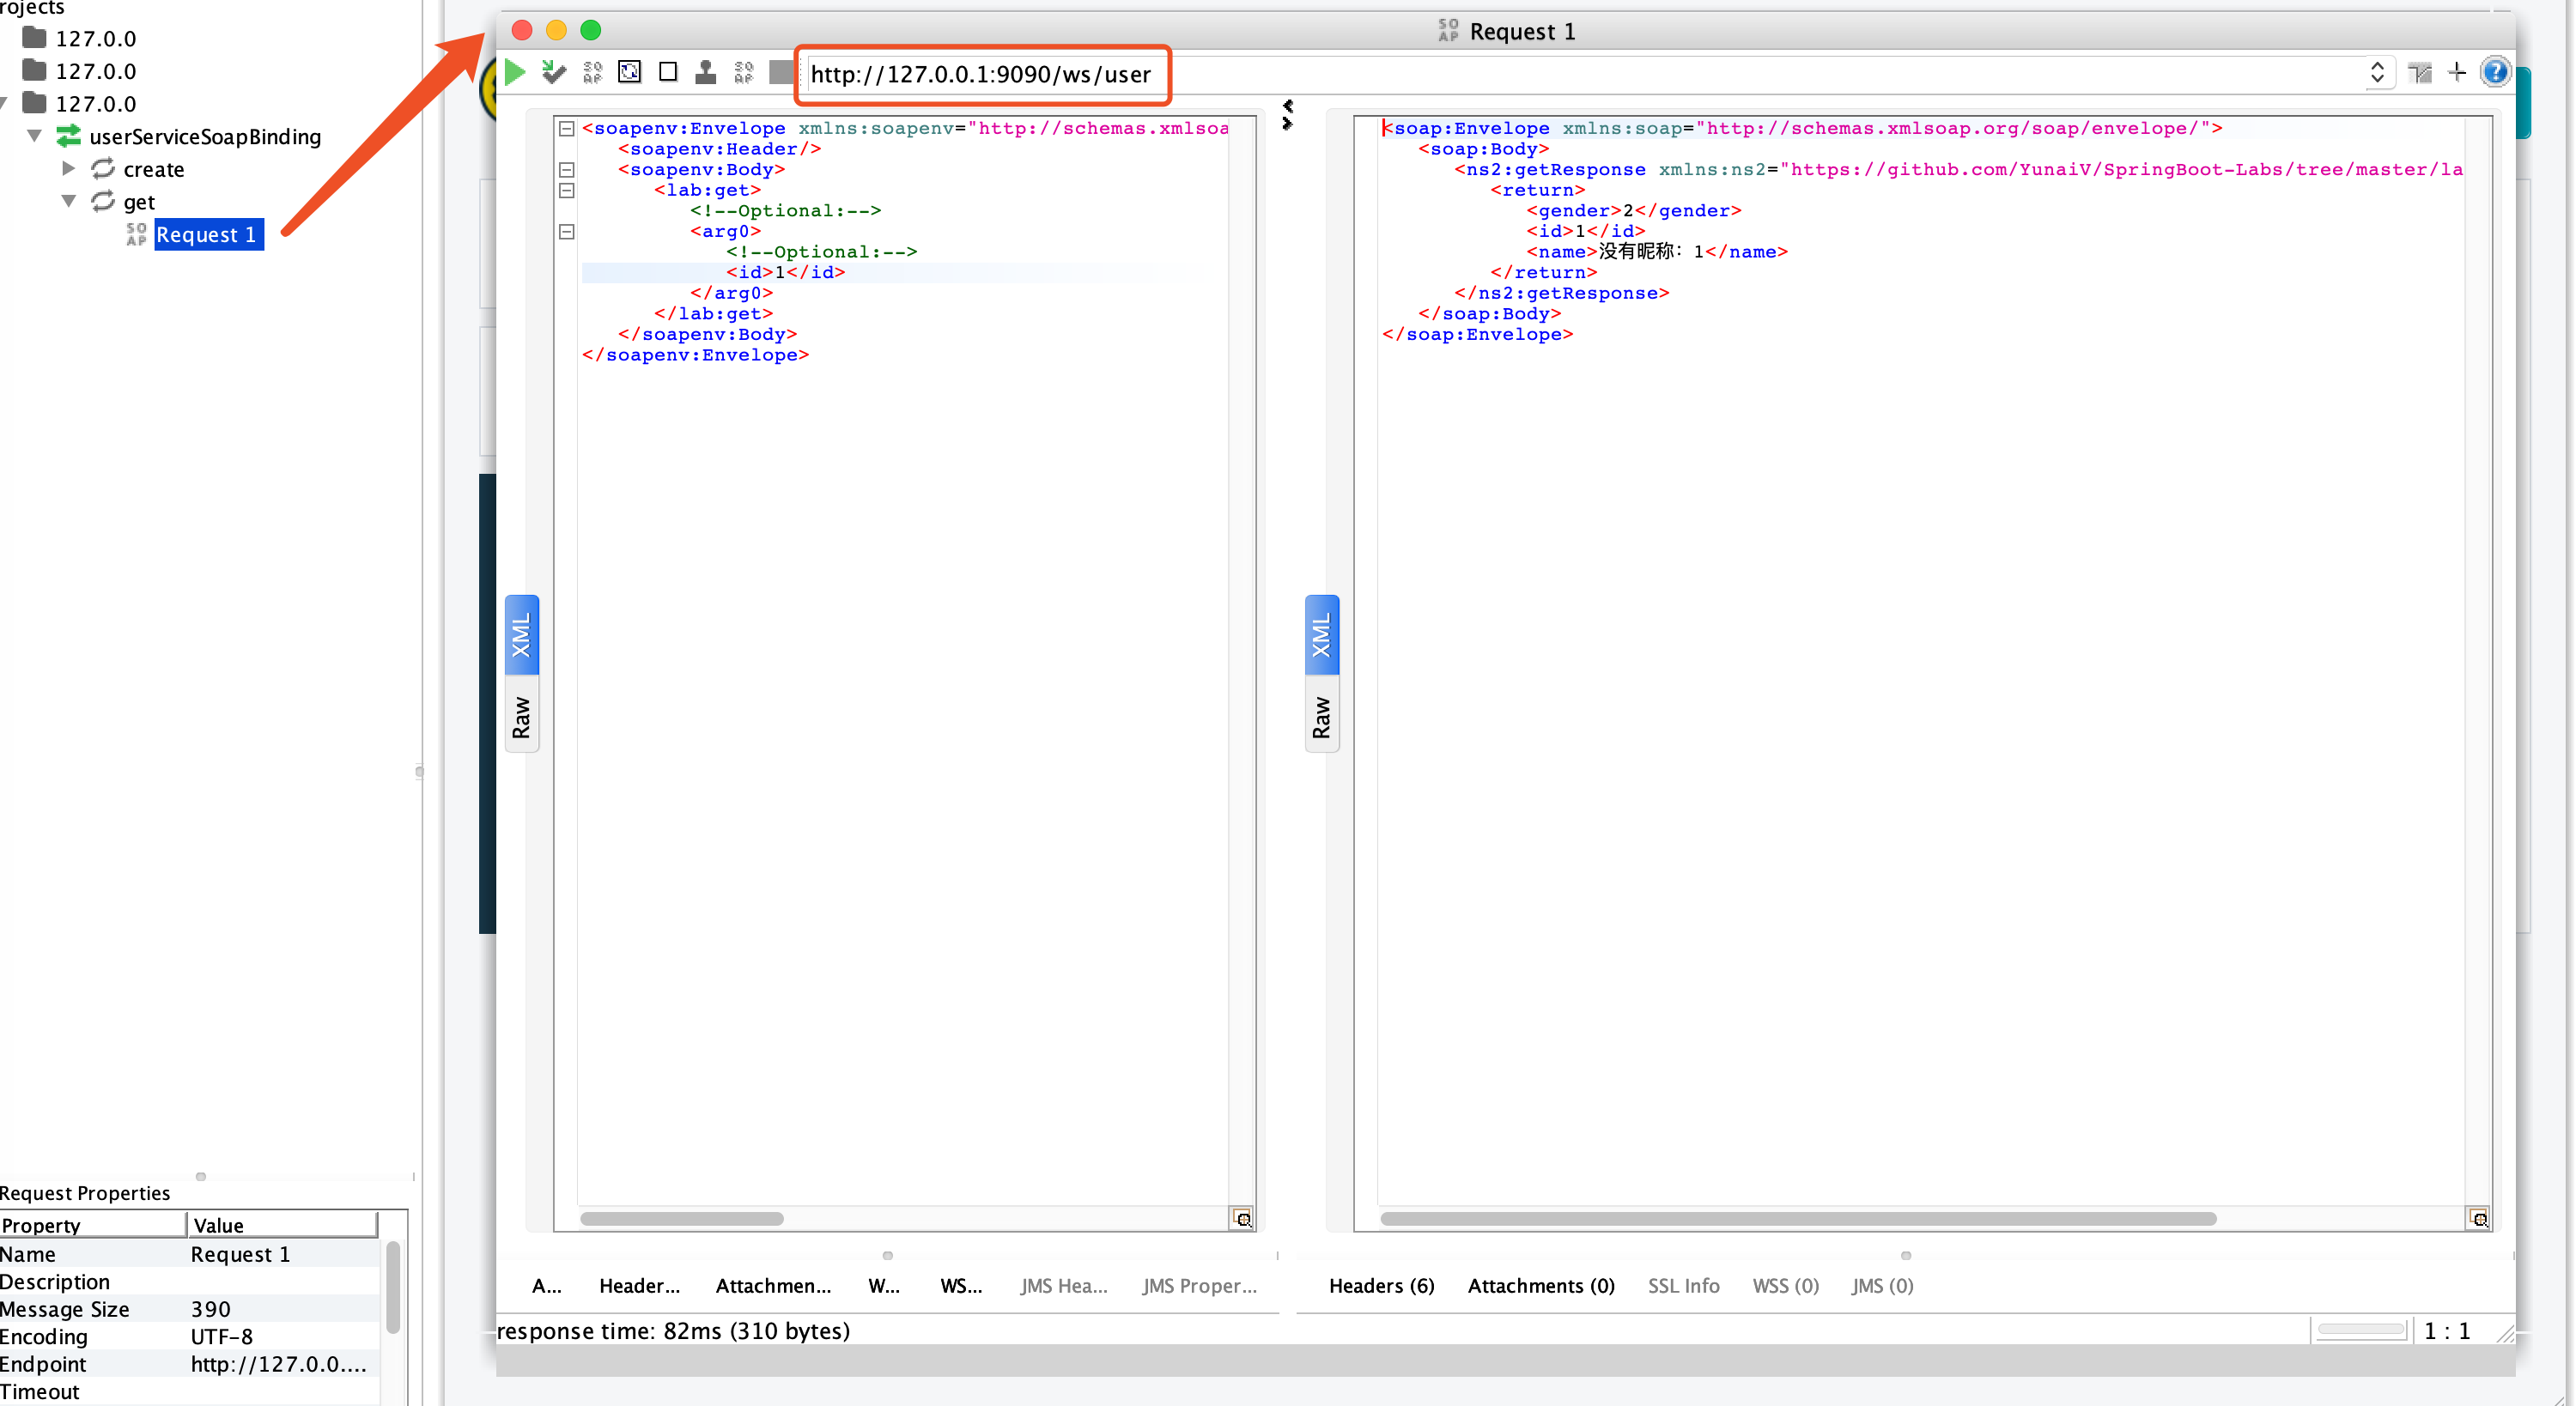 rojects
127.0.0
127.0.0
127.0.0
userServiceSoapBinding
create
get
Request 1
Request Properties
Property Value
Name Request 1
Description
Message Size 390
Encoding UTF-8
Endpoint http://127.0.0....
Timeout
Request 1
http://127.0.0.1:9090/ws/user
<soapenv:Envelope xmlns:soapenv="http://schemas.xmlsoa
<soapenv:Header/>
<soapenv:Body>
<lab:get>
<!--Optional:-->
<arg0>
<!--Optional:-->
<id>1</id>
</arg0>
</lab:get>
</soapenv:Body>
</soapenv:Envelope>
XML
Raw
A...
Header...
Attachmen...
W...
WS...
JMS Hea...
JMS Proper...
<soap:Envelope xmlns:soap="http://schemas.xmlsoap.org/soap/envelope/">
<soap:Body>
<ns2:getResponse xmlns:ns2="https://github.com/YunaiV/SpringBoot-Labs/tree/master/la
<return>
<gender>2</gender>
<id>1</id>
<name>没有昵称：1</name>
</return>
</ns2:getResponse>
</soap:Body>
</soap:Envelope>
XML
Raw
Headers (6)
Attachments (0)
SSL Info
WSS (0)
JMS (0)
response time: 82ms (310 bytes)
1 : 1